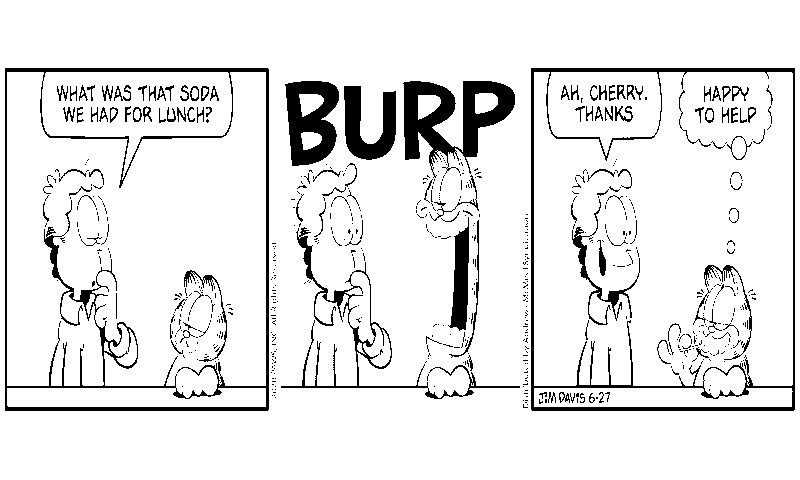 WHAT WAS THAT SODA
WE HAD FOR LUNCH?
BURP
AH, CHERRY.
THANKS
HAPPY
TO HELP
JIM DAVIS 6-27